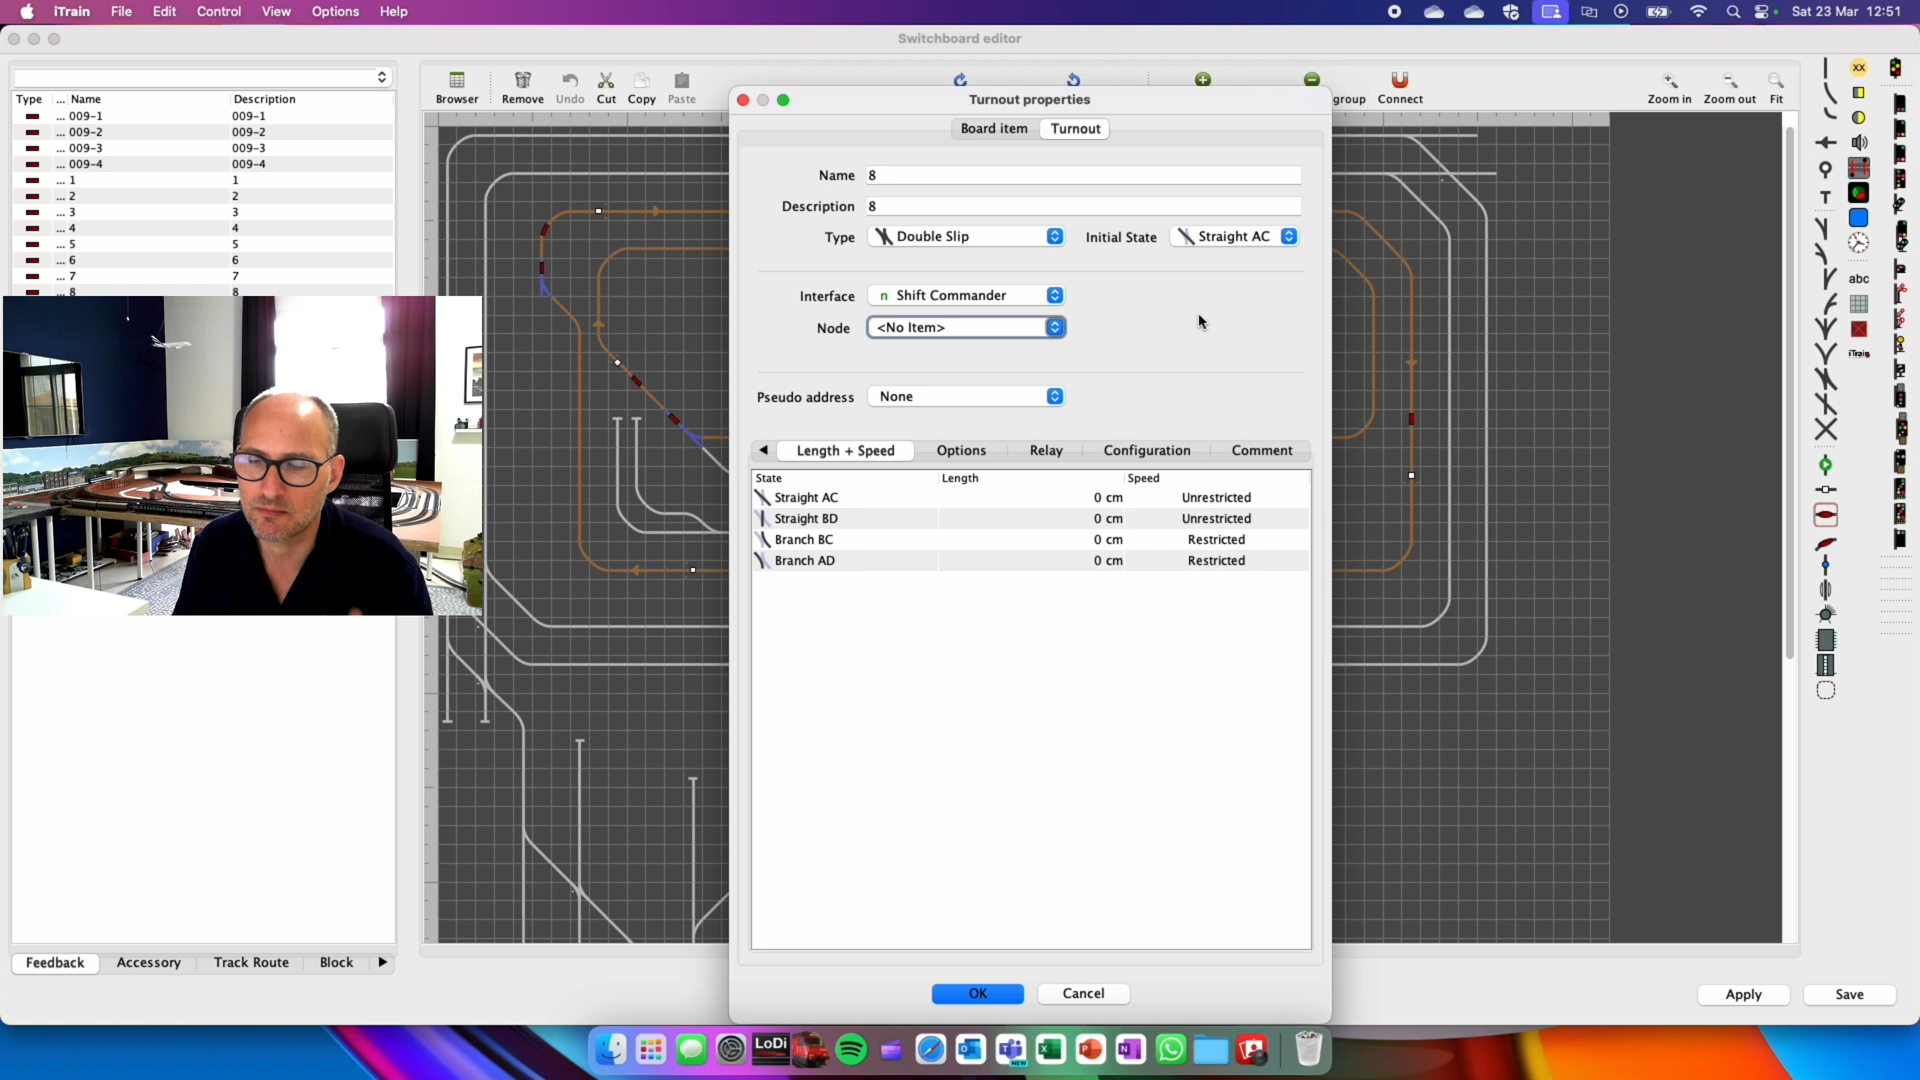 iTrain File Edit Control View Options Help
Sat 23 Mar 12:51
Switchboard editor
Browser Remove Undo Cut Copy Paste
group Connect
Zoom in Zoom out Fit
Type ... Name Description
... 009-1 009-1
... 009-2 009-2
... 009-3 009-3
... 009-4 009-4
... 1 1
... 2 2
... 3 3
... 4 4
... 5 5
... 6 6
... 7 7
... 8 8
Turnout properties
Board item Turnout
Name 8
Description 8
Type Double Slip Initial State Straight AC
Interface n Shift Commander
Node <No Item>
Pseudo address None
Length + Speed Options Relay Configuration Comment
State Length Speed
Straight AC 0 cm Unrestricted
Straight BD 0 cm Unrestricted
Branch BC 0 cm Restricted
Branch AD 0 cm Restricted
OK Cancel
XX
T
abc
iTrain
Feedback Accessory Track Route Block
Apply Save
LoDi
NEW